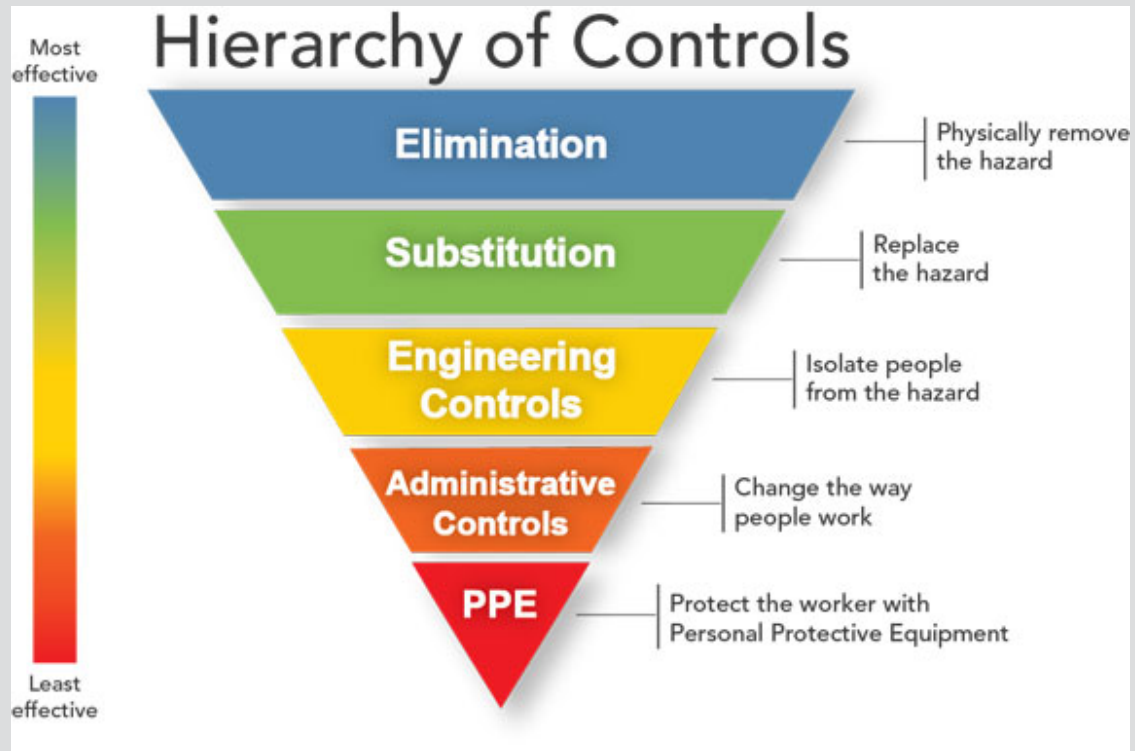 Hierarchy of Controls
Most
effective
Elimination
Physically remove
the hazard
Substitution
Replace
the hazard
Engineering
Controls
Isolate people
from the hazard
Administrative
Controls
Change the way
people work
PPE
Protect the worker with
Personal Protective Equipment
Least
effective